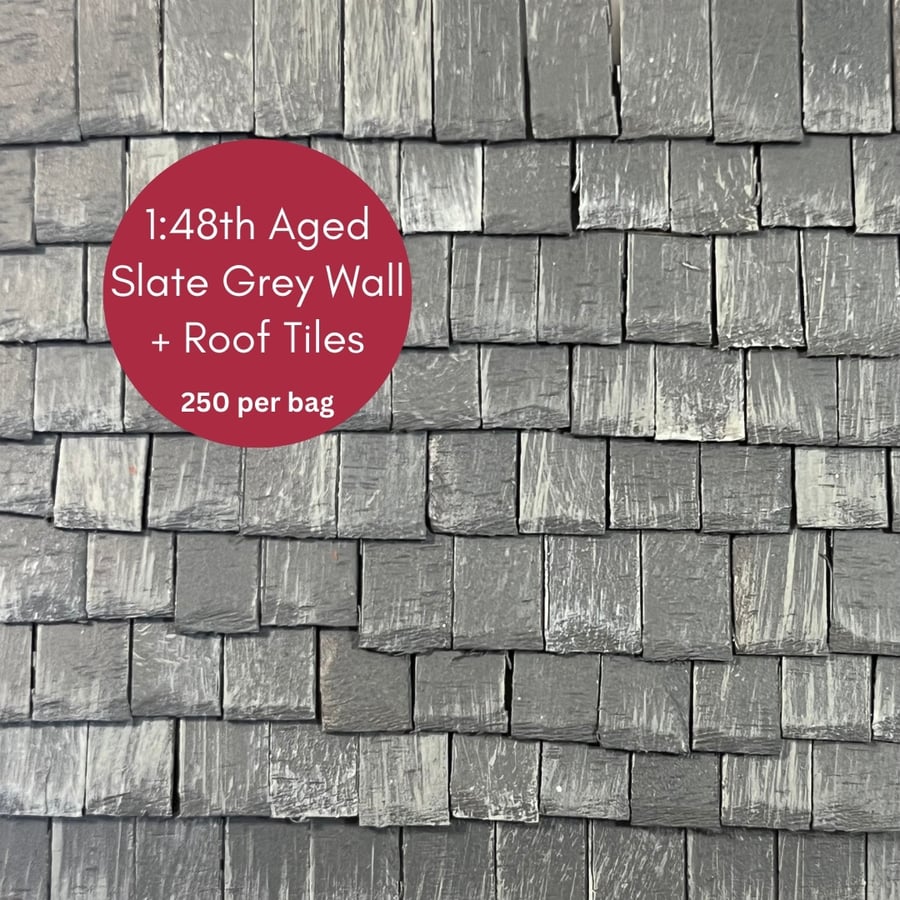 1:48th Aged
Slate Grey Wall
+ Roof Tiles
250 per bag